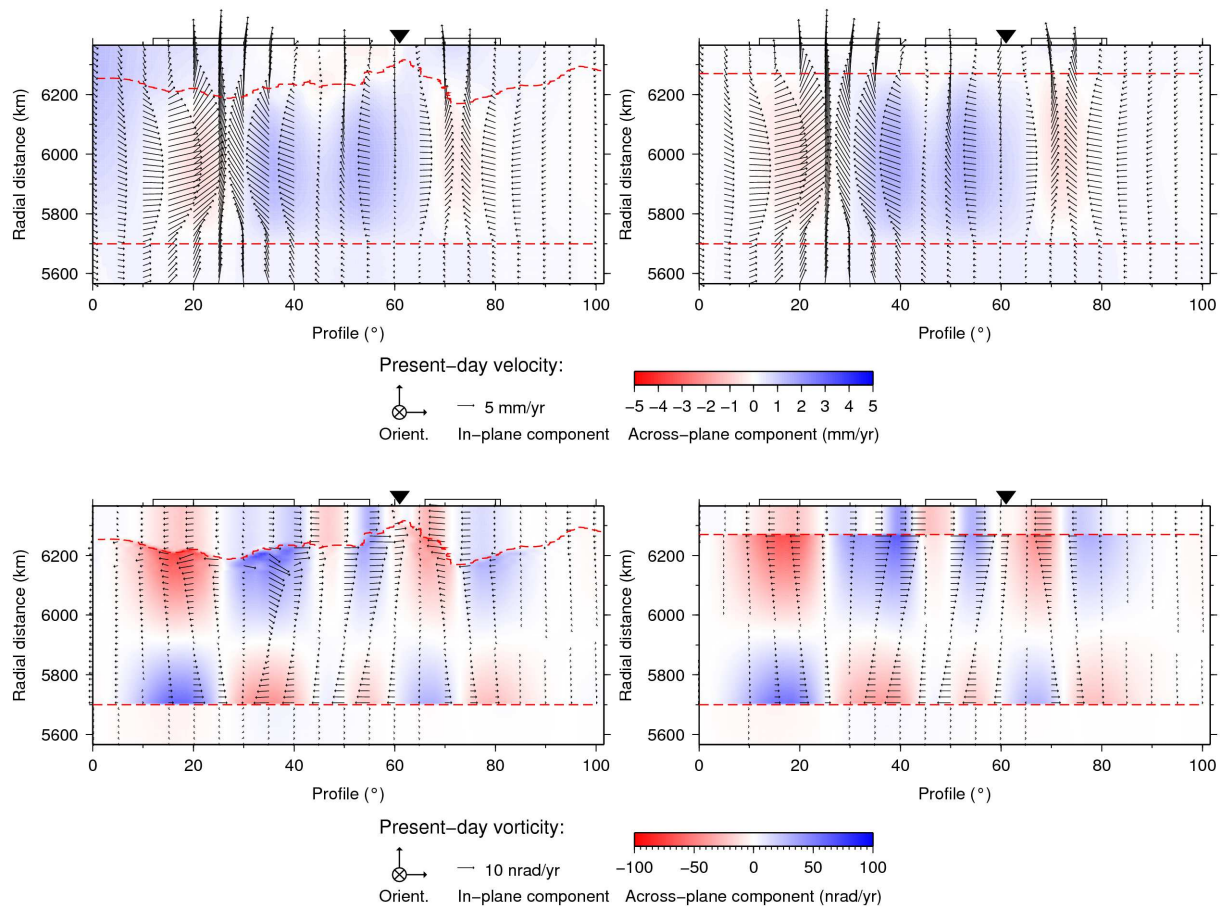 Radial distance (km)
6200
6000
5800
5600
0 20 40 60 80 100
Profile (°)
Radial distance (km)
6200
6000
5800
5600
0 20 40 60 80 100
Profile (°)
Present−day velocity:
5 mm/yr
−5 −4 −3 −2 −1 0 1 2 3 4 5
Orient. In−plane component Across−plane component (mm/yr)
Radial distance (km)
6200
6000
5800
5600
0 20 40 60 80 100
Profile (°)
Radial distance (km)
6200
6000
5800
5600
0 20 40 60 80 100
Profile (°)
Present−day vorticity:
10 nrad/yr
−100 −50 0 50 100
Orient. In−plane component Across−plane component (nrad/yr)